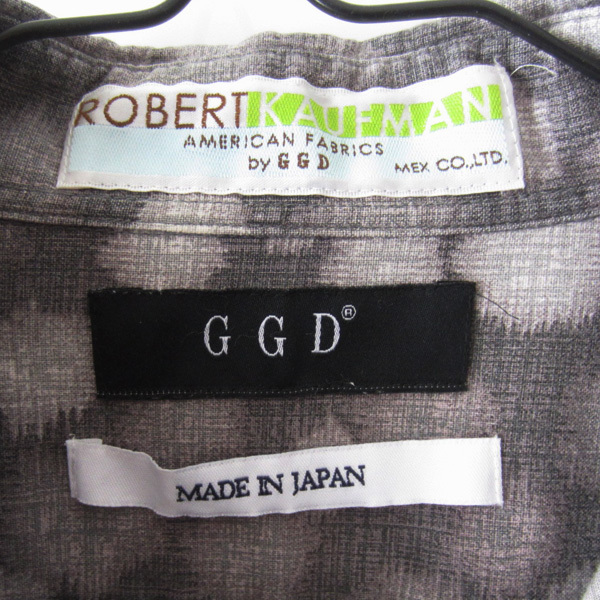 ROBERT KAUFMAN
AMERICAN FABRICS
by GGD MEX CO.,LTD.
GGD®
MADE IN JAPAN